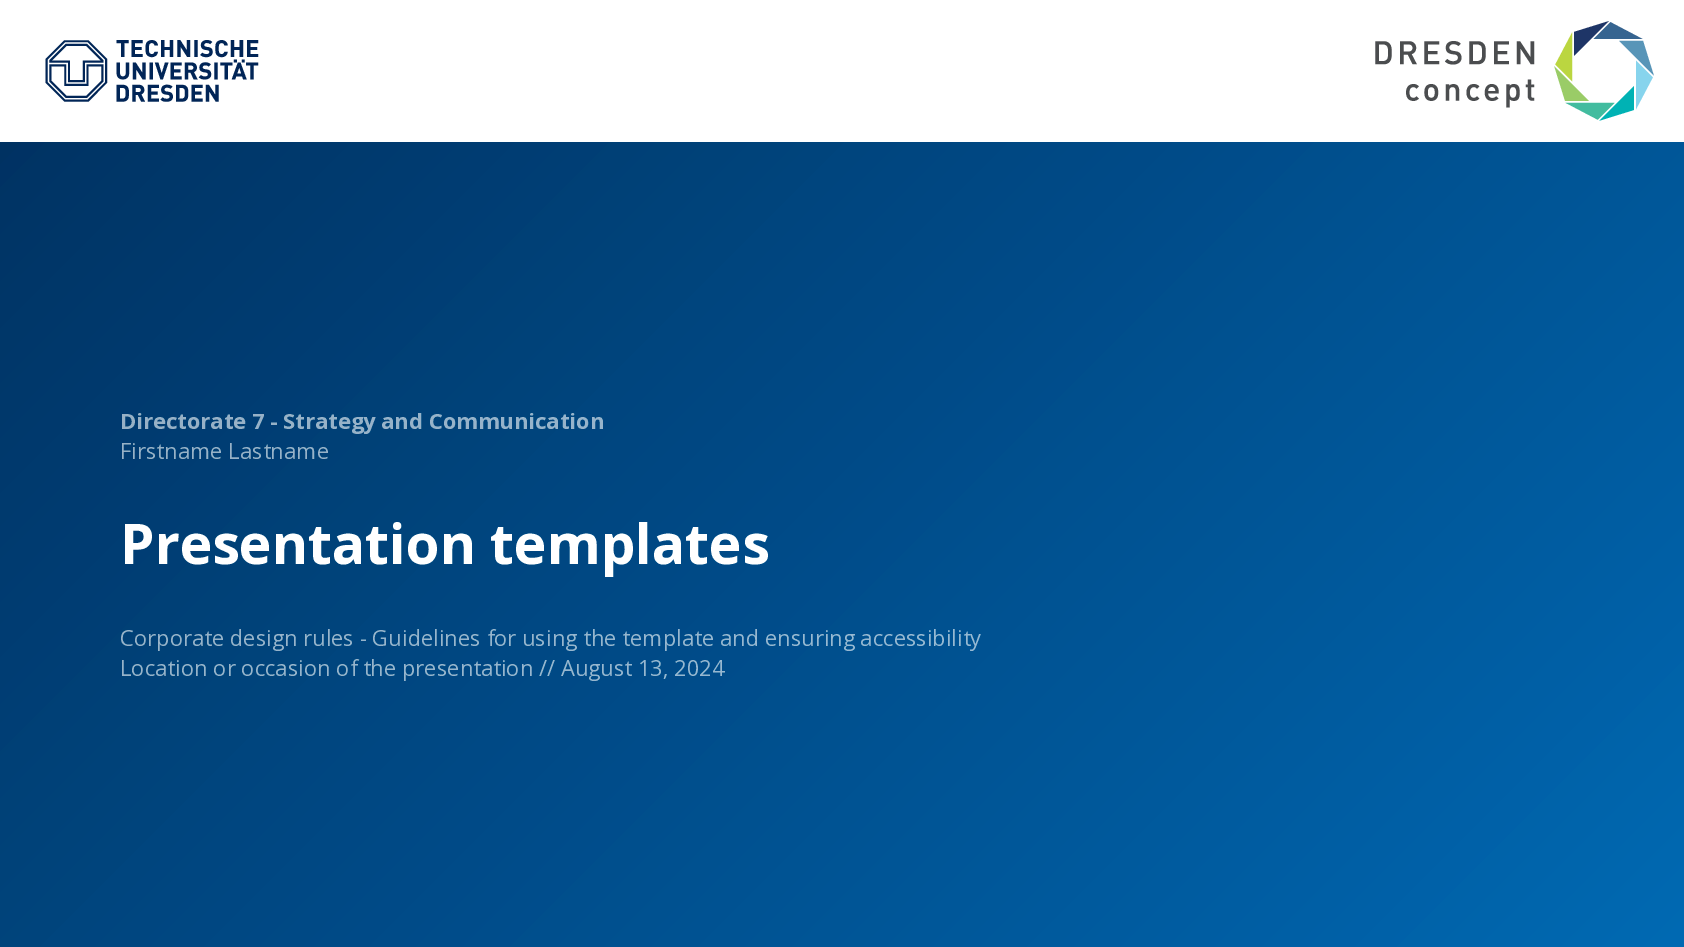 TECHNISCHE
UNIVERSITÄT
DRESDEN
DRESDEN
concept
Directorate 7 - Strategy and Communication
Firstname Lastname
Presentation templates
Corporate design rules - Guidelines for using the template and ensuring accessibility
Location or occasion of the presentation // August 13, 2024